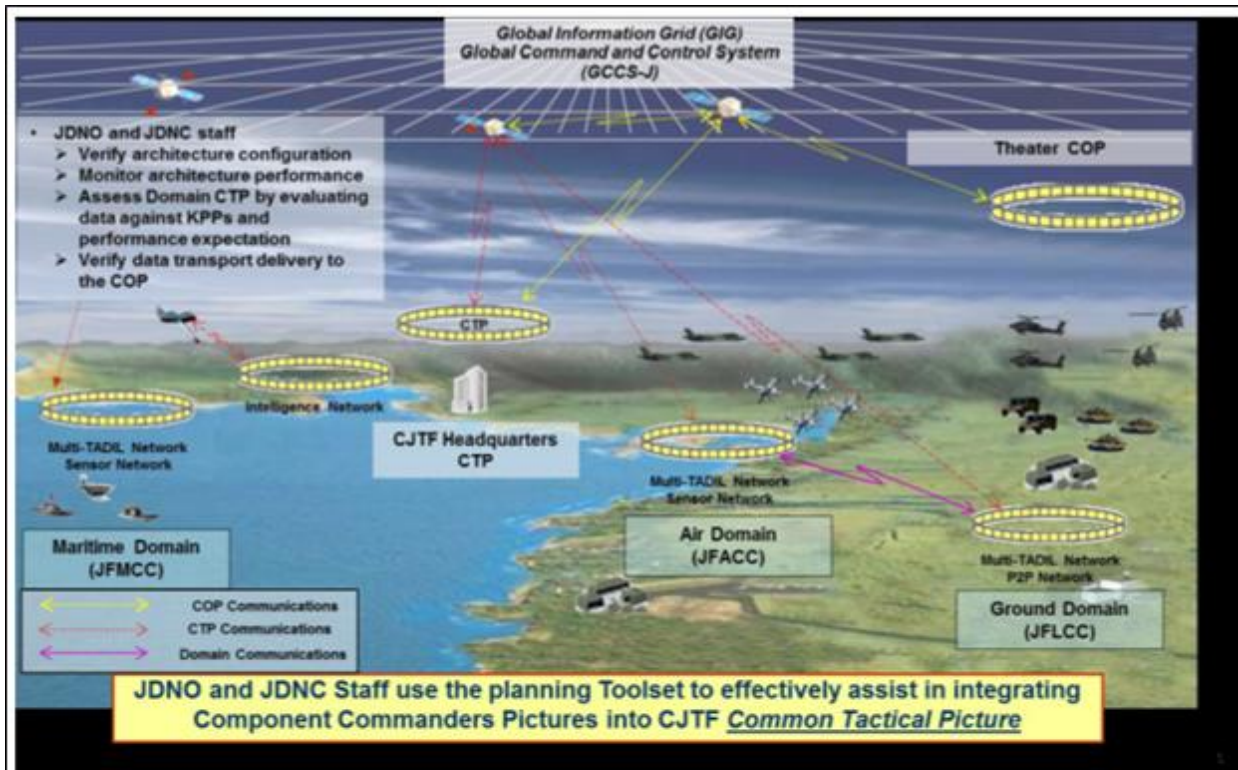 Global Information Grid (GIG)
Global Command and Control System
(GCCS-J)
• JDNO and JDNC staff
➢ Verify architecture configuration
➢ Monitor architecture performance
➢ Assess Domain CTP by evaluating
data against KPPs and
performance expectation
➢ Verify data transport delivery to
the COP
Theater COP
CTP
Intelligence Network
CJTF Headquarters
CTP
Multi-TADIL Network
Sensor Network
Maritime Domain
(JFMCC)
Multi-TADIL Network
Sensor Network
Air Domain
(JFACC)
Multi-TADIL Network
P2P Network
Ground Domain
(JFLCC)
COP Communications
CTP Communications
Domain Communications
JDNO and JDNC Staff use the planning Toolset to effectively assist in integrating
Component Commanders Pictures into CJTF Common Tactical Picture